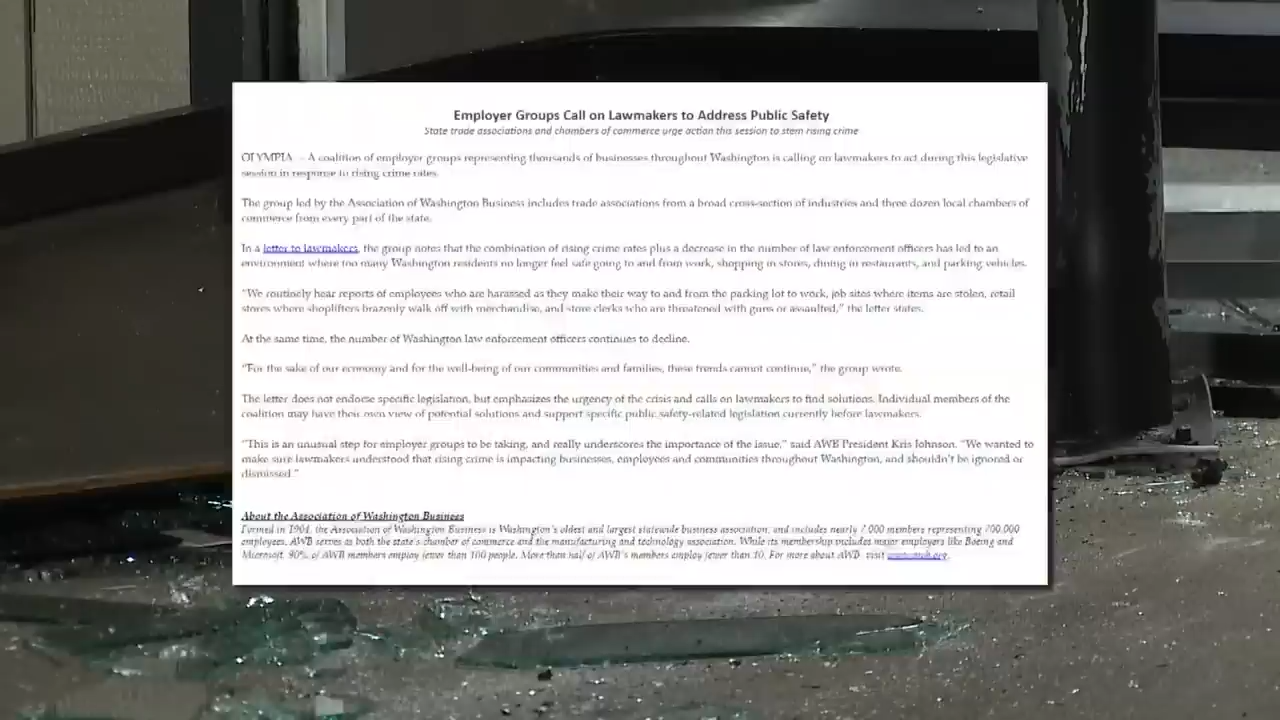 Employer Groups Call on Lawmakers to Address Public Safety
State trade associations and chambers of commerce urge action this session to stem rising crime
OLYMPIA – A coalition of employer groups representing thousands of businesses throughout Washington is calling on lawmakers to act during this legislative
session in response to rising crime rates.
The group led by the Association of Washington Business includes trade associations from a broad cross-section of industries and three dozen local chambers of
commerce from every part of the state.
In a letter to lawmakers, the group notes that the combination of rising crime rates plus a decrease in the number of law enforcement officers has led to an
environment where too many Washington residents no longer feel safe going to and from work, shopping in stores, dining in restaurants, and parking vehicles.
"We routinely hear reports of employees who are harassed as they make their way to and from the parking lot to work, job sites where items are stolen, retail
stores where shoplifters brazenly walk off with merchandise, and store clerks who are threatened with guns or assaulted," the letter states.
At the same time, the number of Washington law enforcement officers continues to decline.
"For the sake of our economy and for the well-being of our communities and families, these trends cannot continue," the group wrote.
The letter does not endorse specific legislation, but emphasizes the urgency of the crisis and calls on lawmakers to find solutions. Individual members of the
coalition may have their own view of potential solutions and support specific public safety-related legislation currently before lawmakers.
"This is an unusual step for employer groups to be taking, and really underscores the importance of the issue," said AWB President Kris Johnson. "We wanted to
make sure lawmakers understood that rising crime is impacting businesses, employees and communities throughout Washington, and shouldn't be ignored or
dismissed."
About the Association of Washington Business
Formed in 1904, the Association of Washington Business is Washington's oldest and largest statewide business association, and includes nearly 7,000 members representing 700,000
employees. AWB serves as both the state's chamber of commerce and the manufacturing and technology association. While its membership includes major employers like Boeing and
Microsoft, 90% of AWB members employ fewer than 100 people. More than half of AWB's members employ fewer than 10. For more about AWB, visit